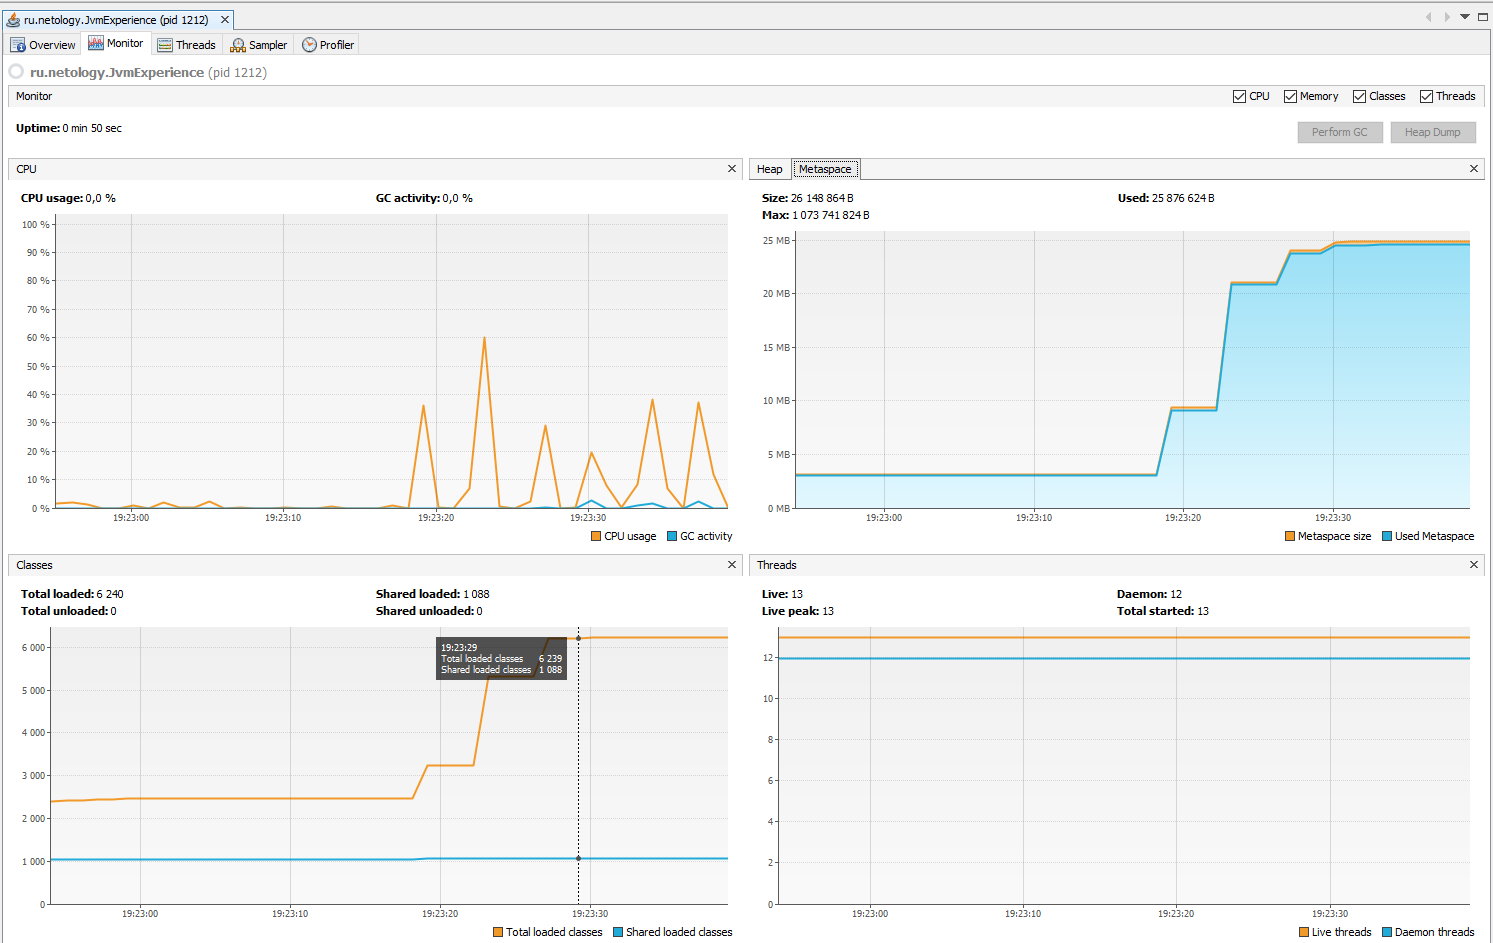 ru.netology.JvmExperience (pid 1212)
Overview Monitor Threads Sampler Profiler
ru.netology.JvmExperience (pid 1212)
Monitor
CPU Memory Classes Threads
Uptime: 0 min 50 sec
Perform GC Heap Dump
CPU
CPU usage: 0,0 % GC activity: 0,0 %
100 %
90 %
80 %
70 %
60 %
50 %
40 %
30 %
20 %
10 %
0 %
19:23:00 19:23:10 19:23:20 19:23:30
CPU usage GC activity
Heap Metaspace
Size: 26 148 864 B Used: 25 876 624 B
Max: 1 073 741 824 B
25 MB
20 MB
15 MB
10 MB
5 MB
0 MB
19:23:00 19:23:10 19:23:20 19:23:30
Metaspace size Used Metaspace
Classes
Total loaded: 6 240 Shared loaded: 1 088
Total unloaded: 0 Shared unloaded: 0
6 000
5 000
4 000
3 000
2 000
1 000
0
19:23:29
Total loaded classes 6 239
Shared loaded classes 1 088
19:23:00 19:23:10 19:23:20 19:23:30
Total loaded classes Shared loaded classes
Threads
Live: 13 Daemon: 12
Live peak: 13 Total started: 13
12
10
8
6
4
2
0
19:23:00 19:23:10 19:23:20 19:23:30
Live threads Daemon threads